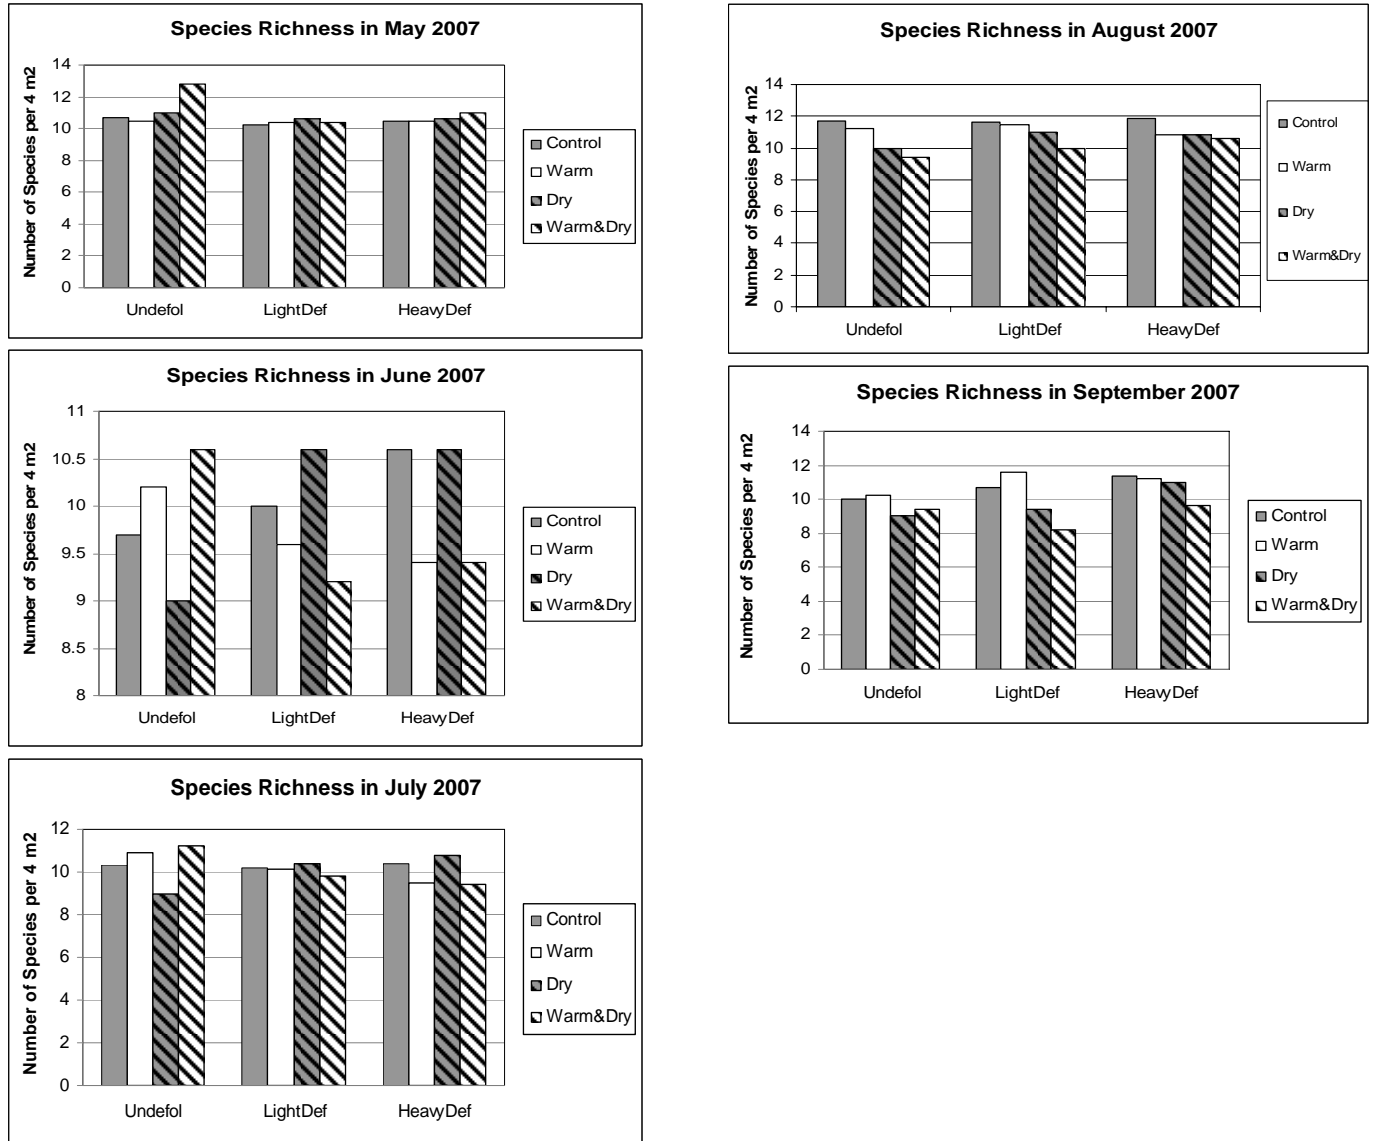 Species Richness in May 2007
Number of Species per 4 m2
14
12
10
8
6
4
2
0
Undefol LightDef HeavyDef
Control
Warm
Dry
Warm&Dry
Species Richness in June 2007
Number of Species per 4 m2
11
10.5
10
9.5
9
8.5
8
Undefol LightDef HeavyDef
Control
Warm
Dry
Warm&Dry
Species Richness in July 2007
Number of Species per 4 m2
12
10
8
6
4
2
0
Undefol LightDef HeavyDef
Control
Warm
Dry
Warm&Dry
Species Richness in August 2007
Number of Species per 4 m2
14
12
10
8
6
4
2
0
Undefol LightDef HeavyDef
Control
Warm
Dry
Warm&Dry
Species Richness in September 2007
Number of Species per 4 m2
14
12
10
8
6
4
2
0
Undefol LightDef HeavyDef
Control
Warm
Dry
Warm&Dry